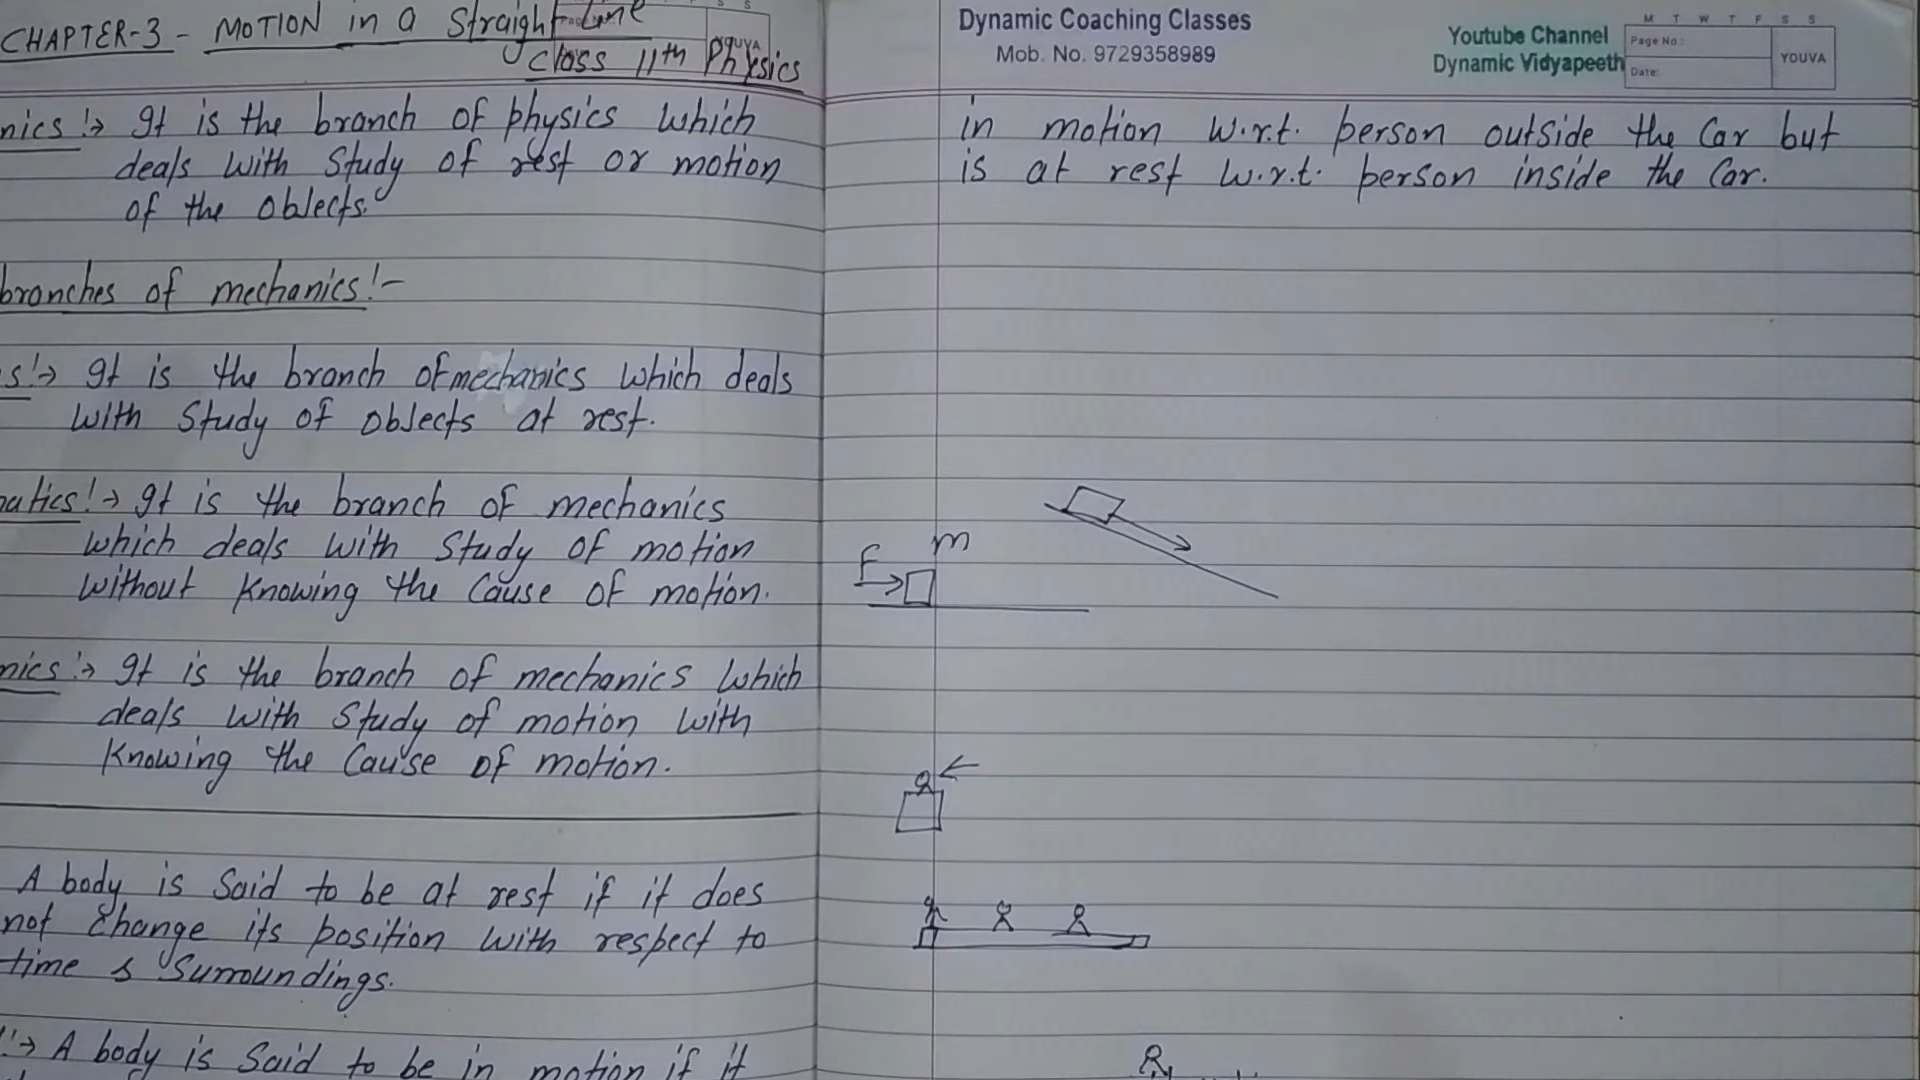 CHAPTER-3 - MOTION in a Straight Line
Class 11th Physics
nics :→ It is the branch of physics which
deals with Study of rest or motion
of the objects.
branches of mechanics :-
s :→ It is the branch of mechanics which deals
with Study of objects at rest.
matics :→ It is the branch of mechanics
which deals with Study of motion
without Knowing the Cause of motion.
nics :→ It is the branch of mechanics which
deals with Study of motion with
Knowing the Cause of motion.
A body is Said to be at rest if it does
not Change its position with respect to
time & Surroundings.
:→ A body is Said to be in motion if it
Dynamic Coaching Classes
Mob. No. 9729358989
Youtube Channel
Dynamic Vidyapeeth
M T W T F S S
Page No.:
Date:
YOUVA
in motion w.r.t. person outside the Car but
is at rest w.r.t. person inside the Car.
F
m